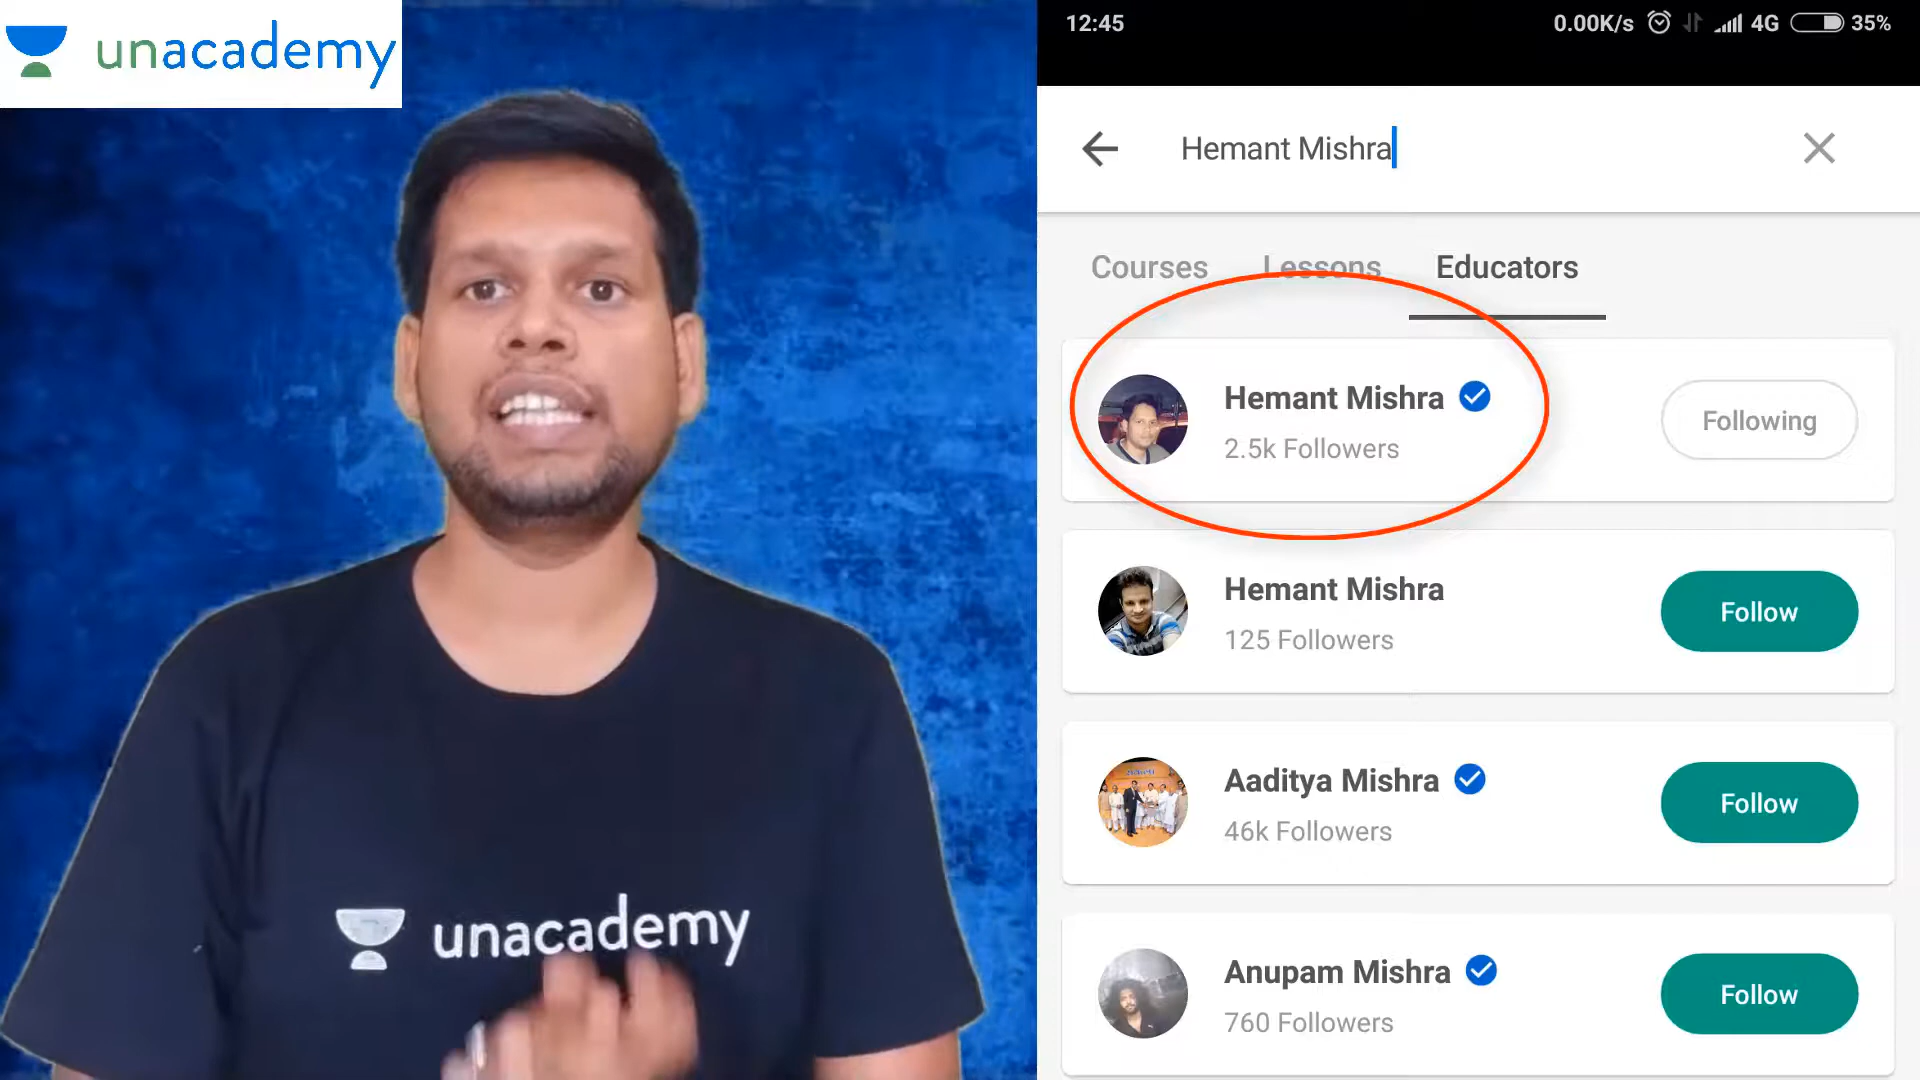 unacademy
unacademy
12:45
0.00K/s 4G 35%
Hemant Mishra
Courses Lessons Educators
Hemant Mishra
2.5k Followers
Following
Hemant Mishra
125 Followers
Follow
Aaditya Mishra
46k Followers
Follow
Anupam Mishra
760 Followers
Follow